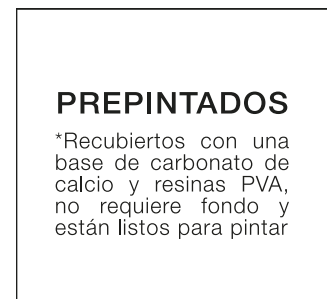 PREPINTADOS
*Recubiertos con una
base de carbonato de
calcio y resinas PVA,
no requiere fondo y
están listos para pintar